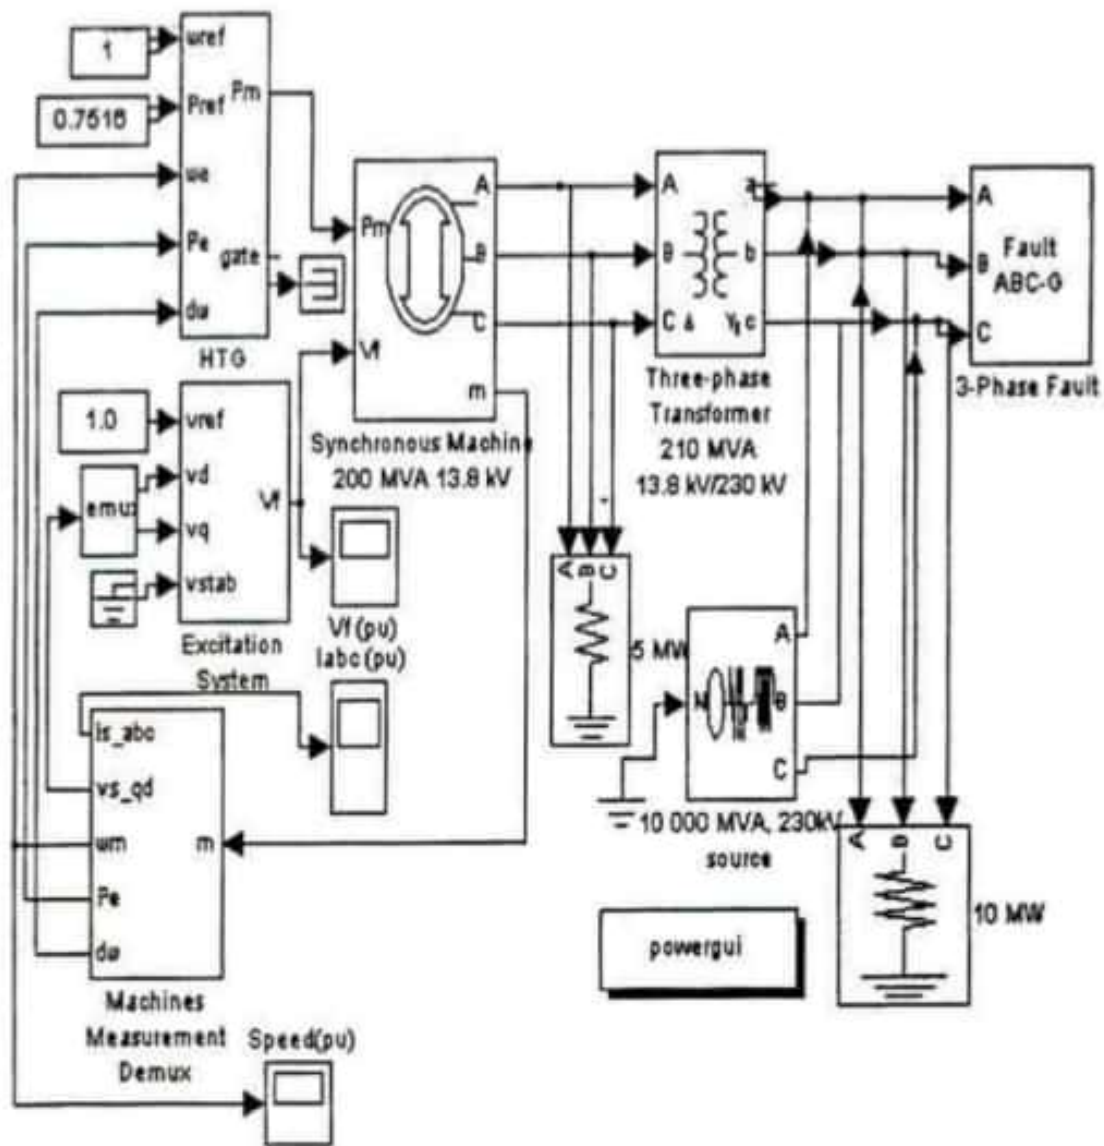 1
wref
0.7516
Pref
Pm
we
Pe
gate
dw
HTG
Pm
Vf
A
B
C
m
Synchronous Machine
200 MVA 13.8 kV
A
B
C
Δ
a
b
Yg c
Three-phase
Transformer
210 MVA
13.8 kV/230 kV
A
B
C
Fault
ABC-G
3-Phase Fault
1.0
vref
vd
vq
vstab
Vf
emux
Excitation
System
Vf(pu)
Iabc(pu)
A B C
5 MW
N
A
B
C
10 000 MVA, 230kV
source
A B C
10 MW
powergui
is_abc
vs_qd
wm
Pe
dw
m
Machines
Measurement
Demux
Speed(pu)